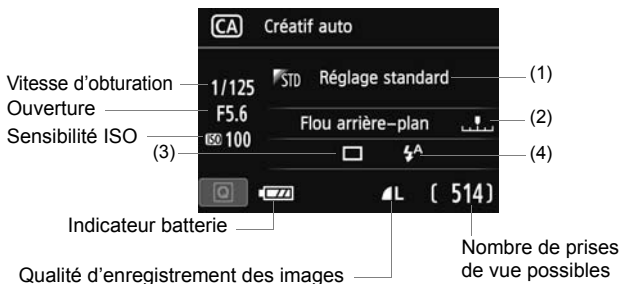 CA Créatif auto
Vitesse d'obturation 1/125 STD Réglage standard (1)
Ouverture F5.6 Flou arrière-plan (2)
Sensibilité ISO ISO 100
(3) A (4)
Q L ( 514)
Indicateur batterie
Nombre de prises
de vue possibles
Qualité d'enregistrement des images